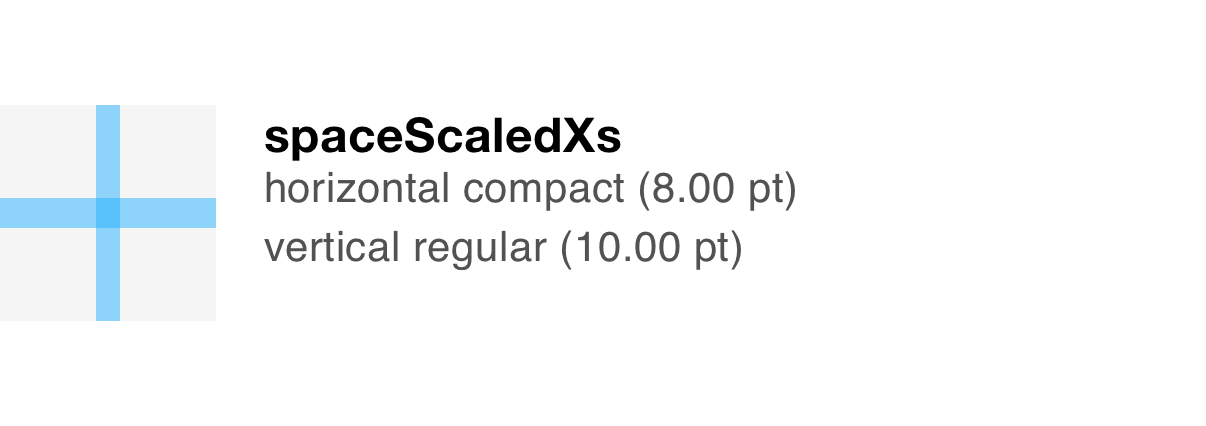 spaceScaledXs
horizontal compact (8.00 pt)
vertical regular (10.00 pt)